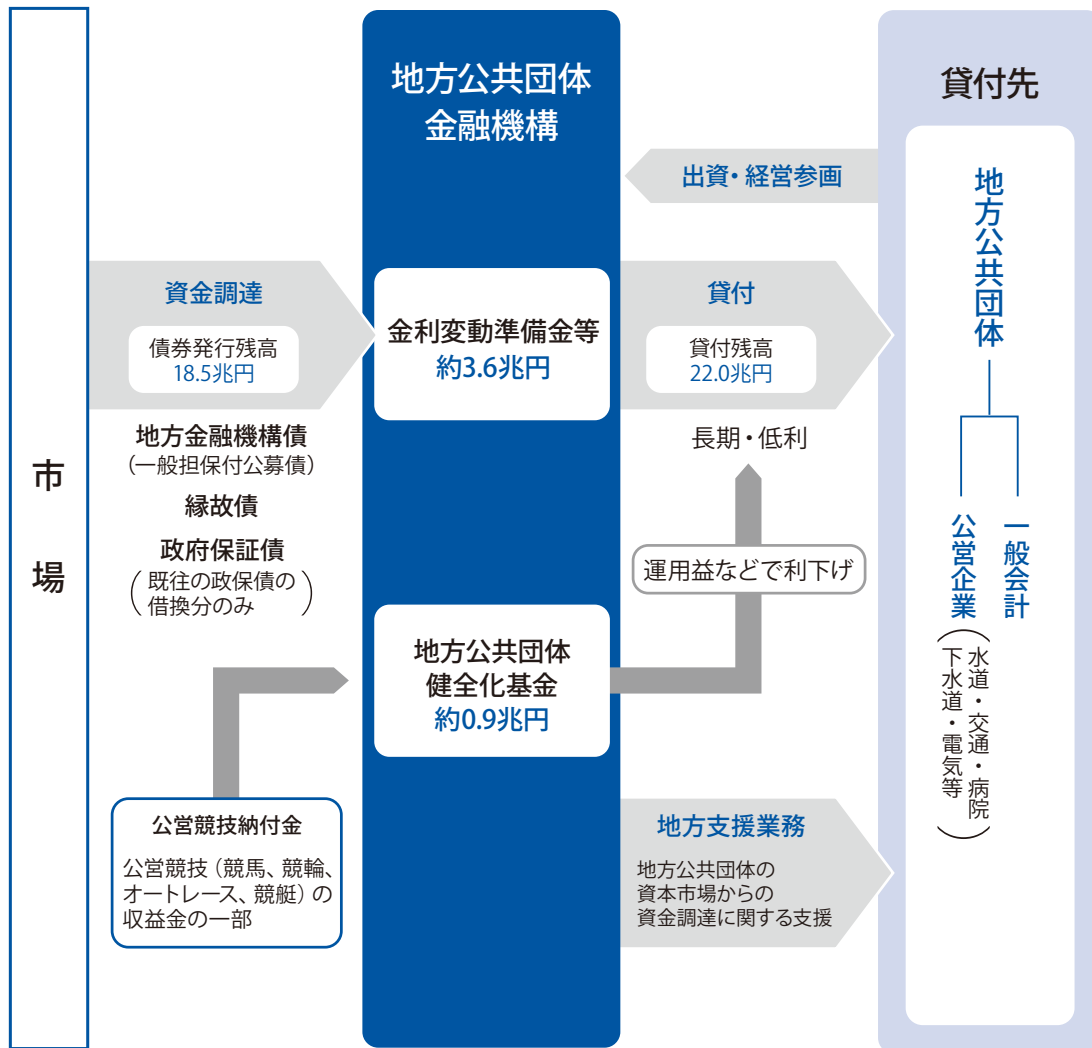 市場
資金調達
債券発行残高
18.5兆円
地方金融機構債
（一般担保付公募債）
縁故債
政府保証債
（既往の政保債の
借換分のみ）
公営競技納付金
公営競技（競馬、競輪、
オートレース、競艇）の
収益金の一部
地方公共団体
金融機構
金利変動準備金等
約3.6兆円
地方公共団体
健全化基金
約0.9兆円
出資・経営参画
貸付
貸付残高
22.0兆円
長期・低利
運用益などで利下げ
地方支援業務
地方公共団体の
資本市場からの
資金調達に関する支援
貸付先
地方公共団体
一般会計
公営企業
（水道・交通・病院
下水道・電気等）